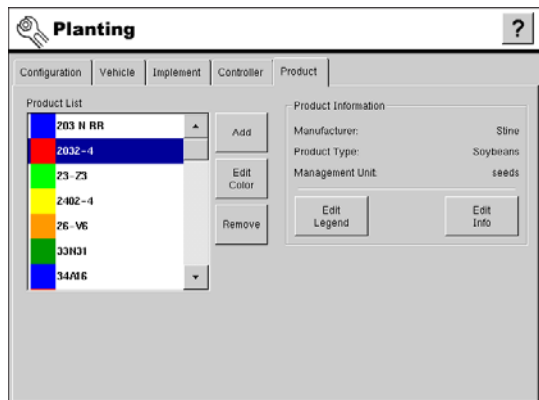 Planting
?
Configuration
Vehicle
Implement
Controller
Product
Product List
203 N RR
2032-4
23-Z3
2402-4
26-V6
33N31
34A16
Add
Edit
Color
Remove
Product Information
Manufacturer: Stine
Product Type: Soybeans
Management Unit: seeds
Edit
Legend
Edit
Info